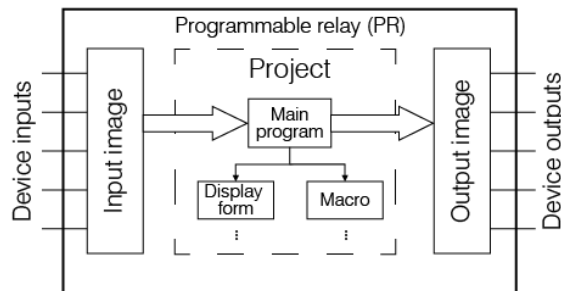 Programmable relay (PR)
Device inputs
Input image
Project
Main
program
Display
form
Macro
Output image
Device outputs